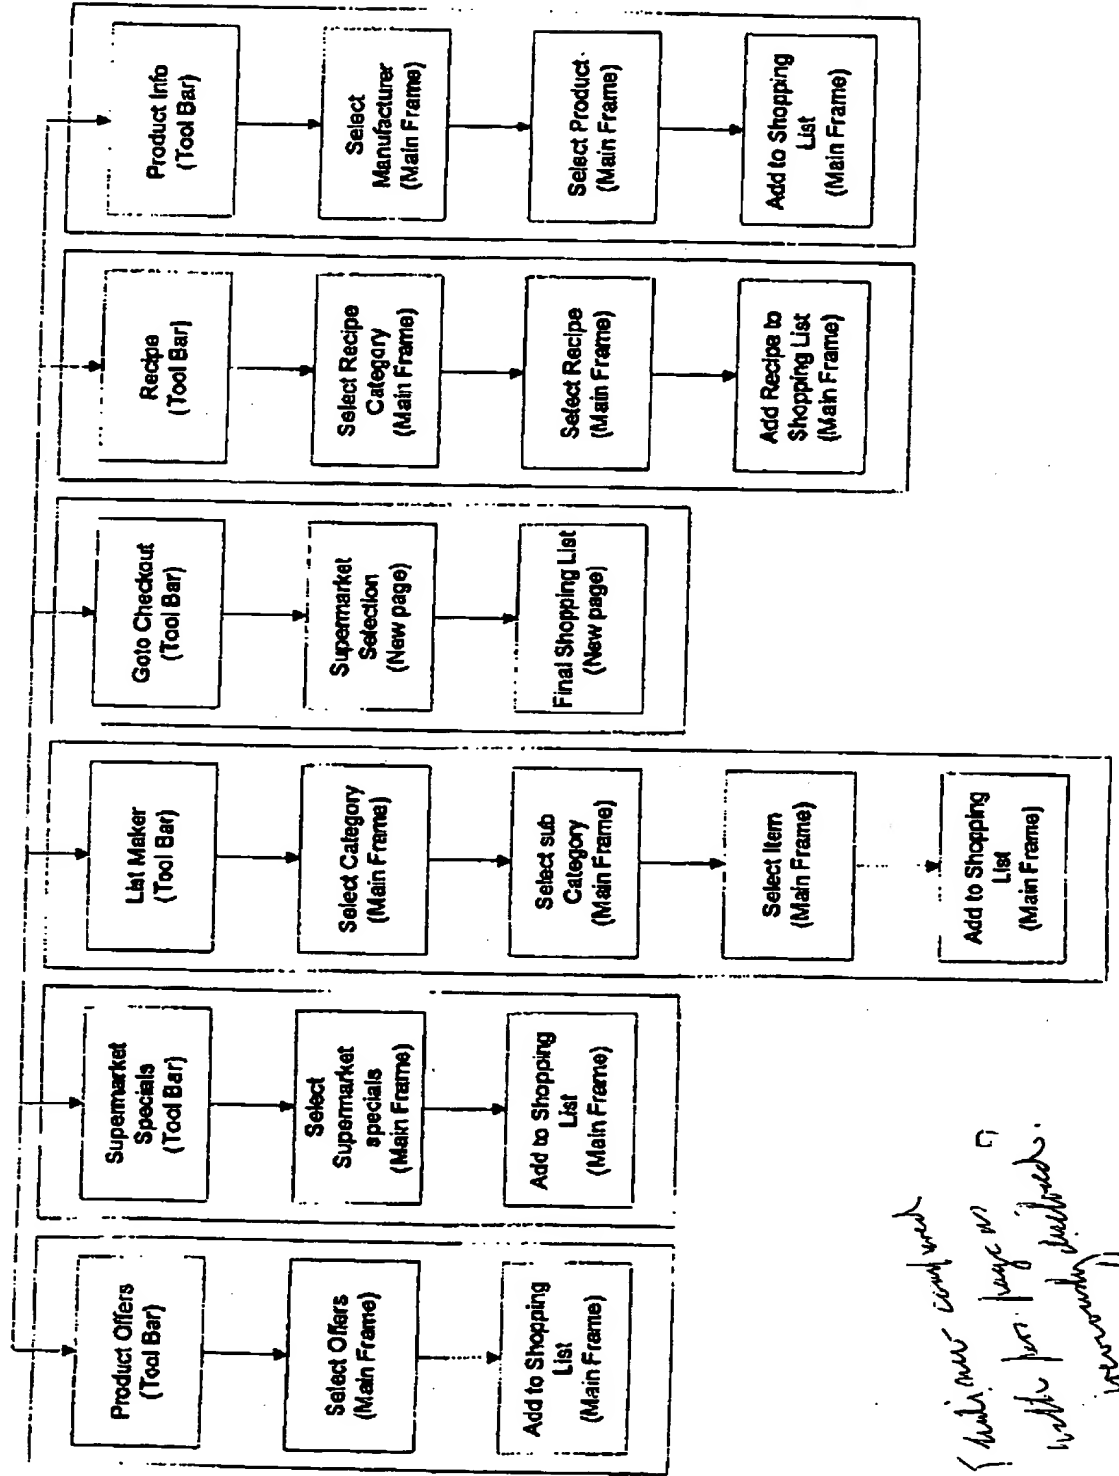 Product Offers
(Tool Bar)
Select Offers
(Main Frame)
Add to Shopping
List
(Main Frame)
Supermarket
Specials
(Tool Bar)
Select
Supermarket
specials
(Main Frame)
Add to Shopping
List
(Main Frame)
List Maker
(Tool Bar)
Select Category
(Main Frame)
Select sub
Category
(Main Frame)
Select Item
(Main Frame)
Add to Shopping
List
(Main Frame)
Goto Checkout
(Tool Bar)
Supermarket
Selection
(New page)
Final Shopping List
(New page)
Recipe
(Tool Bar)
Select Recipe
Category
(Main Frame)
Select Recipe
(Main Frame)
Add Recipe to
Shopping List
(Main Frame)
Product Info
(Tool Bar)
Select
Manufacturer
(Main Frame)
Select Product
(Main Frame)
Add to Shopping
List
(Main Frame)
page